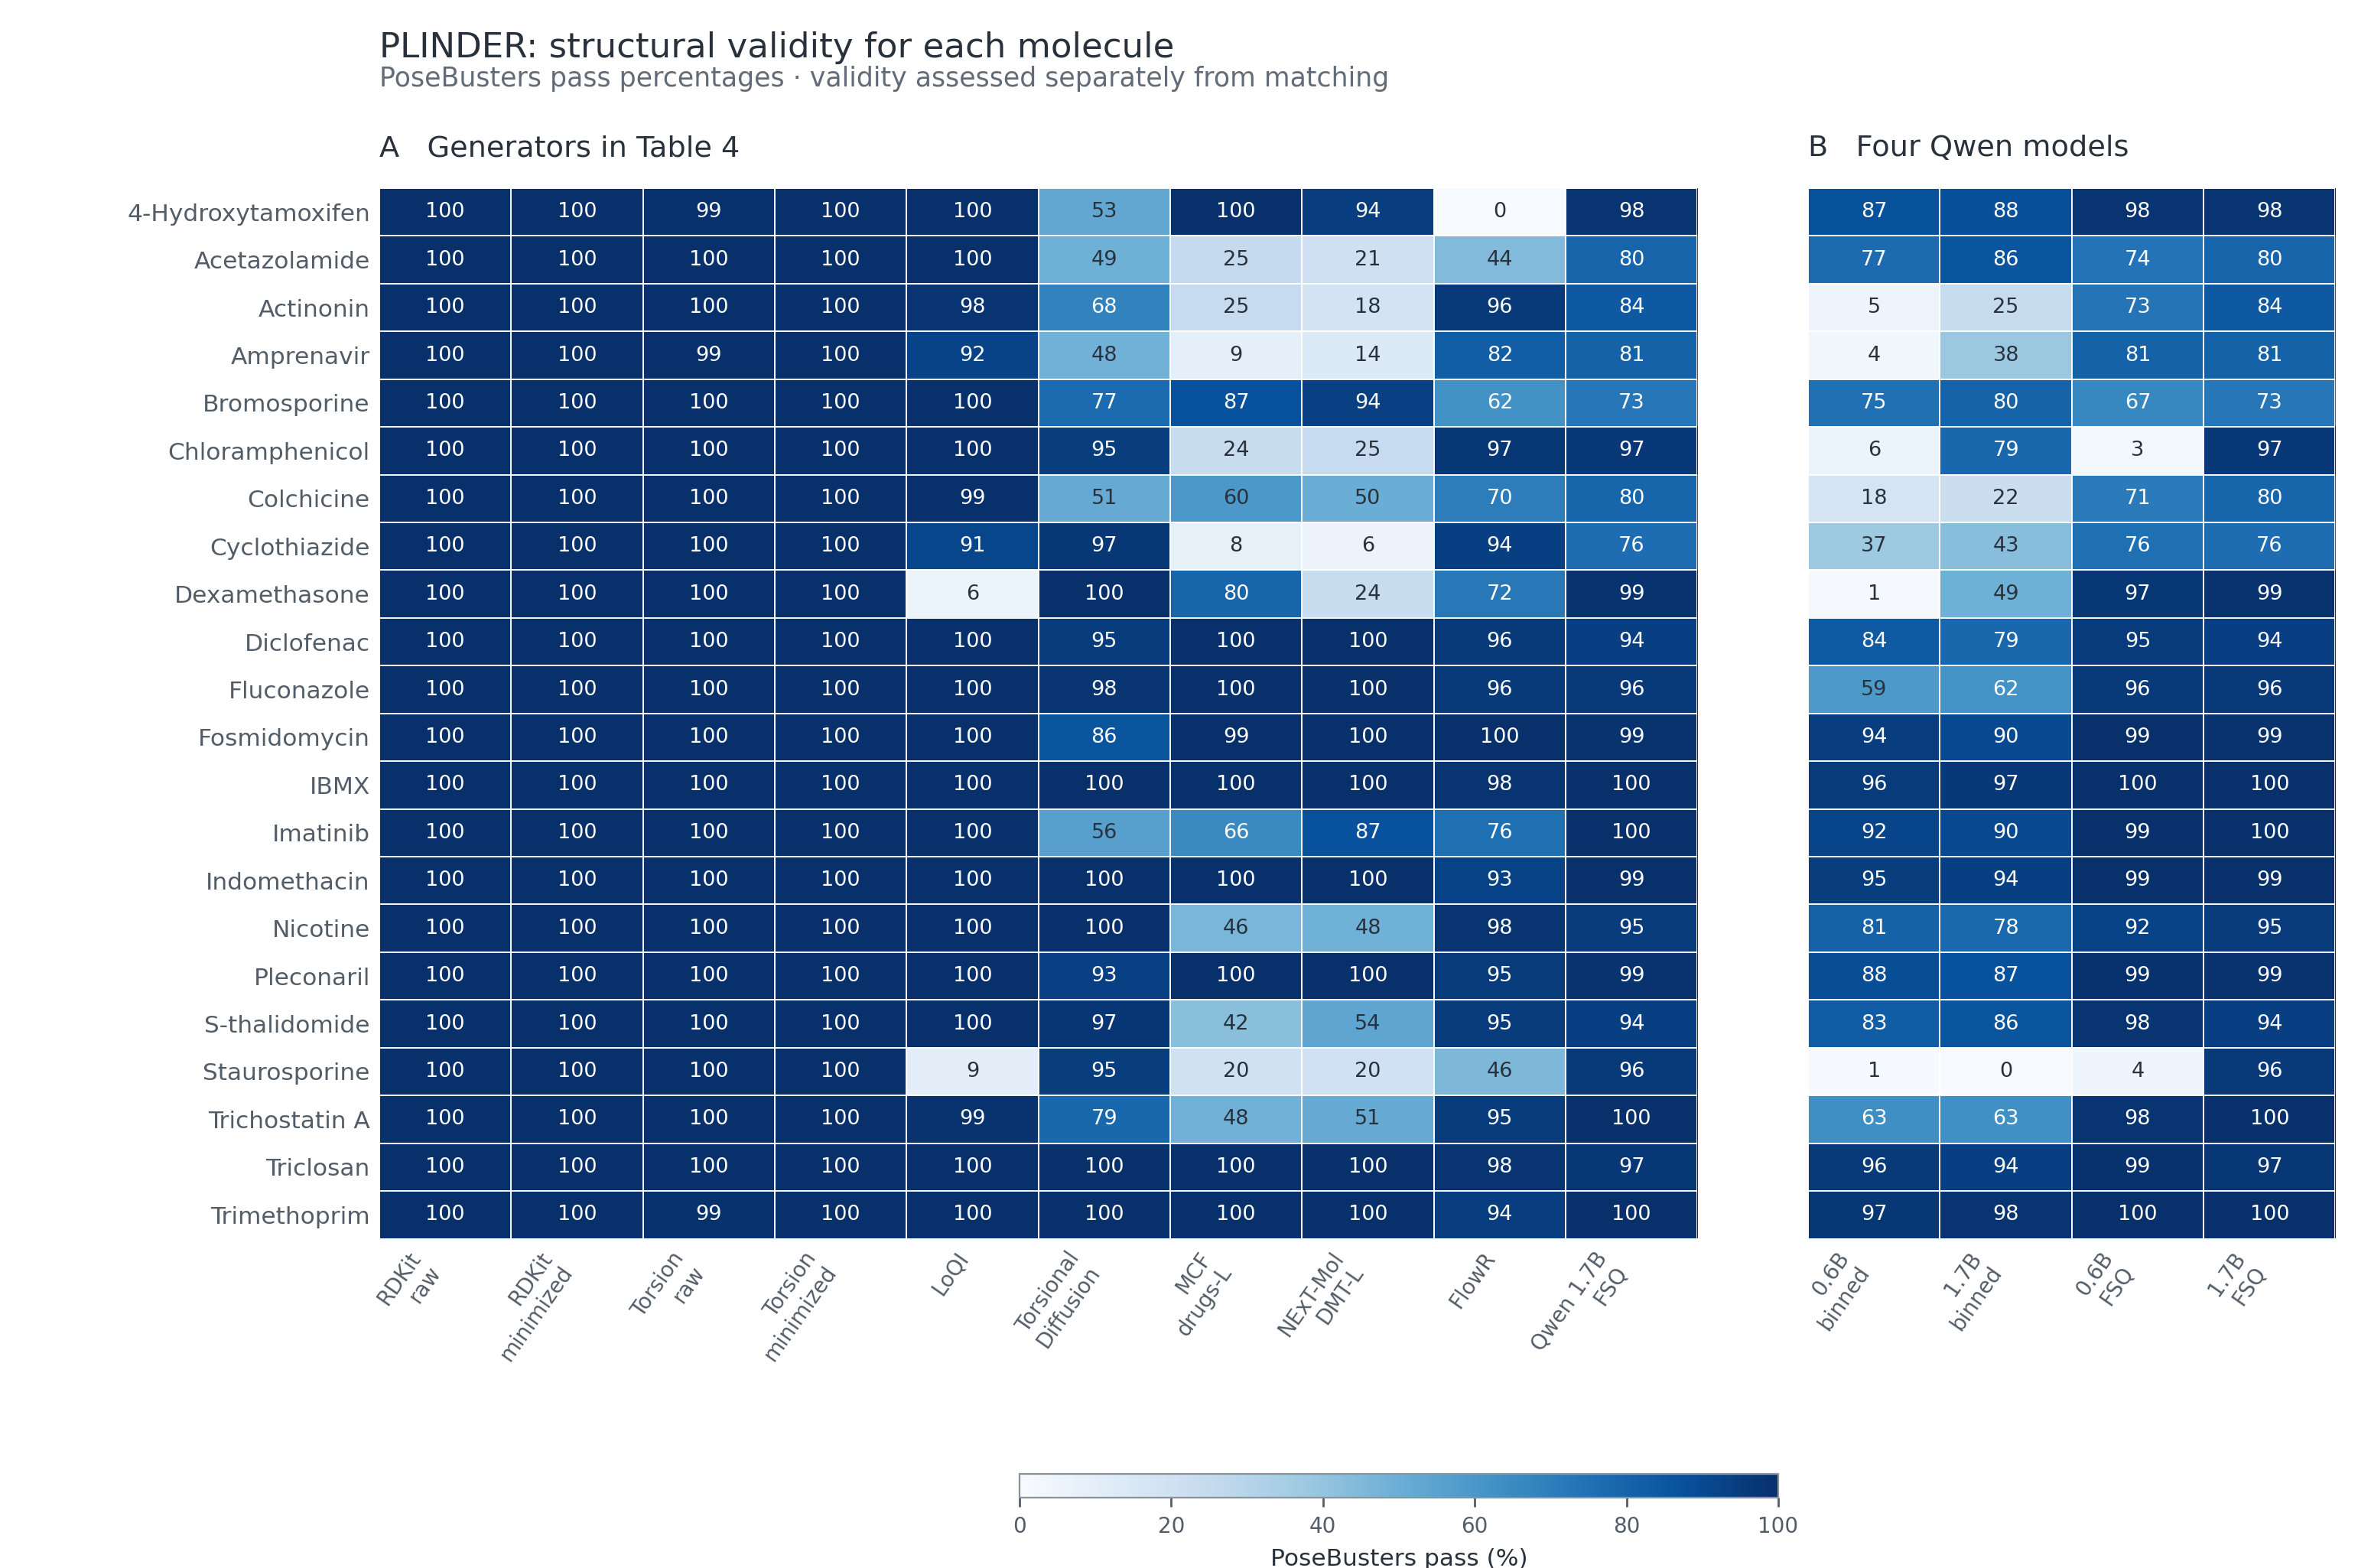 PLINDER: structural validity for each molecule
PoseBusters pass percentages · validity assessed separately from matching
A Generators in Table 4
B Four Qwen models
4-Hydroxytamoxifen 100 100 99 100 100 53 100 94 0 98 87 88 98 98
Acetazolamide 100 100 100 100 100 49 25 21 44 80 77 86 74 80
Actinonin 100 100 100 100 98 68 25 18 96 84 5 25 73 84
Amprenavir 100 100 99 100 92 48 9 14 82 81 4 38 81 81
Bromosporine 100 100 100 100 100 77 87 94 62 73 75 80 67 73
Chloramphenicol 100 100 100 100 100 95 24 25 97 97 6 79 3 97
Colchicine 100 100 100 100 99 51 60 50 70 80 18 22 71 80
Cyclothiazide 100 100 100 100 91 97 8 6 94 76 37 43 76 76
Dexamethasone 100 100 100 100 6 100 80 24 72 99 1 49 97 99
Diclofenac 100 100 100 100 100 95 100 100 96 94 84 79 95 94
Fluconazole 100 100 100 100 100 98 100 100 96 96 59 62 96 96
Fosmidomycin 100 100 100 100 100 86 99 100 100 99 94 90 99 99
IBMX 100 100 100 100 100 100 100 100 98 100 96 97 100 100
Imatinib 100 100 100 100 100 56 66 87 76 100 92 90 99 100
Indomethacin 100 100 100 100 100 100 100 100 93 99 95 94 99 99
Nicotine 100 100 100 100 100 100 46 48 98 95 81 78 92 95
Pleconaril 100 100 100 100 100 93 100 100 95 99 88 87 99 99
S-thalidomide 100 100 100 100 100 97 42 54 95 94 83 86 98 94
Staurosporine 100 100 100 100 9 95 20 20 46 96 1 0 4 96
Trichostatin A 100 100 100 100 99 79 48 51 95 100 63 63 98 100
Triclosan 100 100 100 100 100 100 100 100 98 97 96 94 99 97
Trimethoprim 100 100 99 100 100 100 100 100 94 100 97 98 100 100
RDKit
raw
RDKit
minimized
Torsion
raw
Torsion
minimized
LoQI
Torsional
Diffusion
MCF
drugs-L
NExT-Mol
DMT-L
FlowR
Qwen 1.7B
FSQ
0.6B
binned
1.7B
binned
0.6B
FSQ
1.7B
FSQ
0 20 40 60 80 100
PoseBusters pass (%)